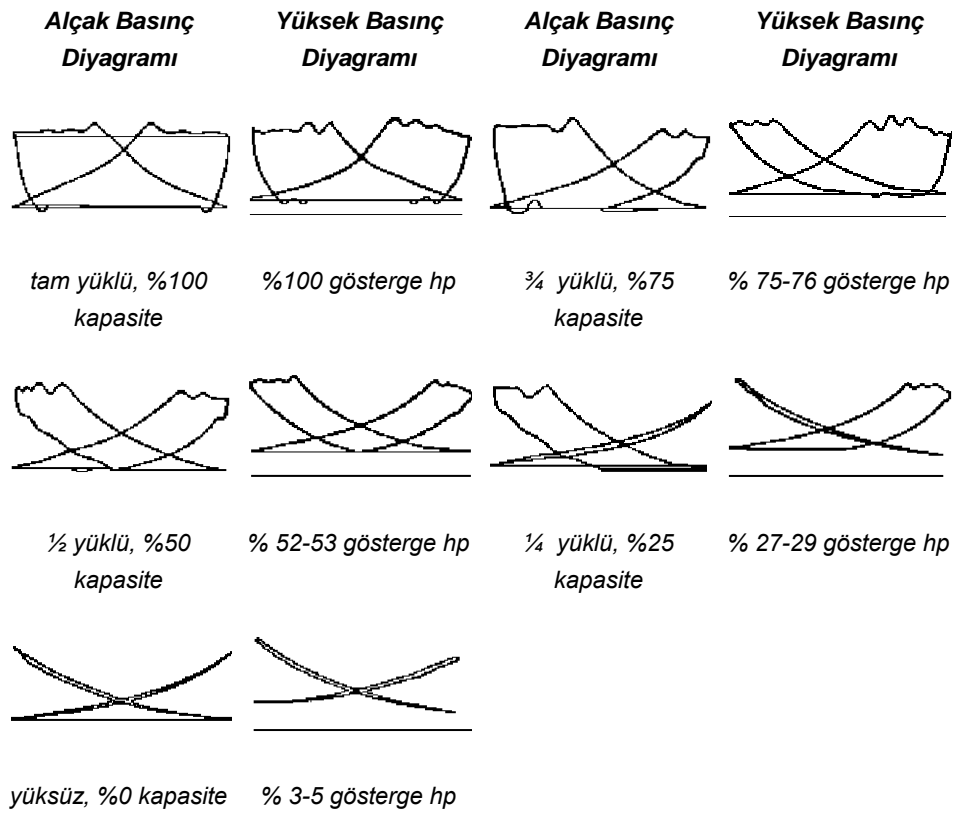 Alçak Basınç
Diyagramı
Yüksek Basınç
Diyagramı
Alçak Basınç
Diyagramı
Yüksek Basınç
Diyagramı
tam yüklü, %100
kapasite
%100 gösterge hp
¾ yüklü, %75
kapasite
% 75-76 gösterge hp
½ yüklü, %50
kapasite
% 52-53 gösterge hp
¼ yüklü, %25
kapasite
% 27-29 gösterge hp
yüksüz, %0 kapasite
% 3-5 gösterge hp